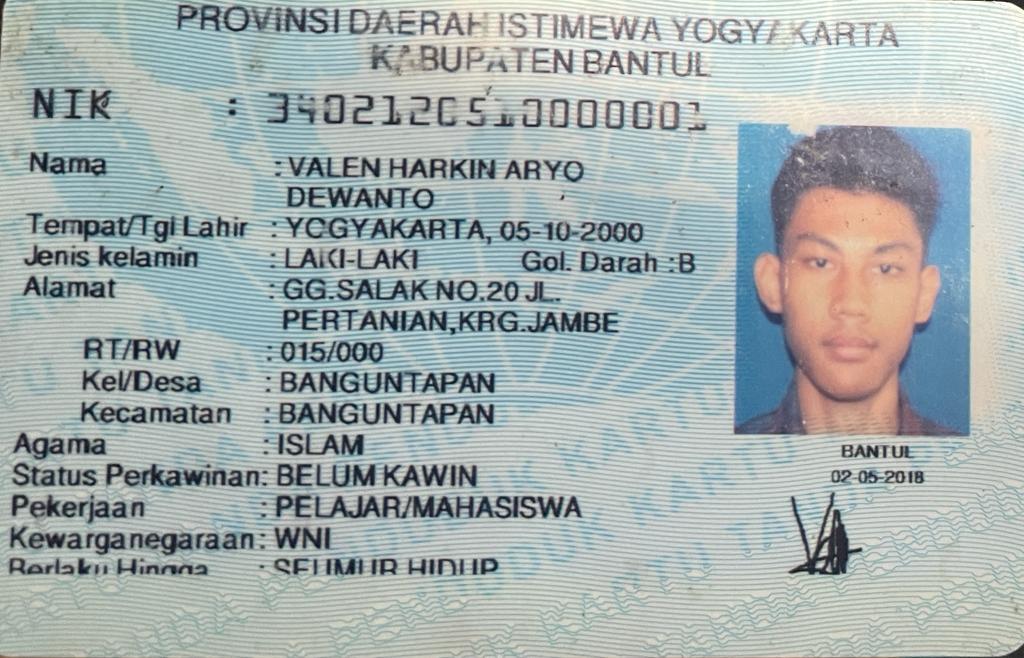 PROVINSI DAERAH ISTIMEWA YOGYAKARTA
KABUPATEN BANTUL
NIK :
Nama : VALEN HARKIN ARYO
DEWANTO
Tempat/Tgl Lahir : YOGYAKARTA, 05-10-2000
Jenis kelamin : LAKI-LAKI Gol. Darah :B
Alamat : GG.SALAK NO.20 JL.
PERTANIAN,KRG.JAMBE
RT/RW : 015/000
Kel/Desa : BANGUNTAPAN
Kecamatan : BANGUNTAPAN
Agama : ISLAM
Status Perkawinan: BELUM KAWIN
Pekerjaan : PELAJAR/MAHASISWA
Kewarganegaraan: WNI
Berlaku Hingga : SEUMUR HIDUP
BANTUL
02-05-2018